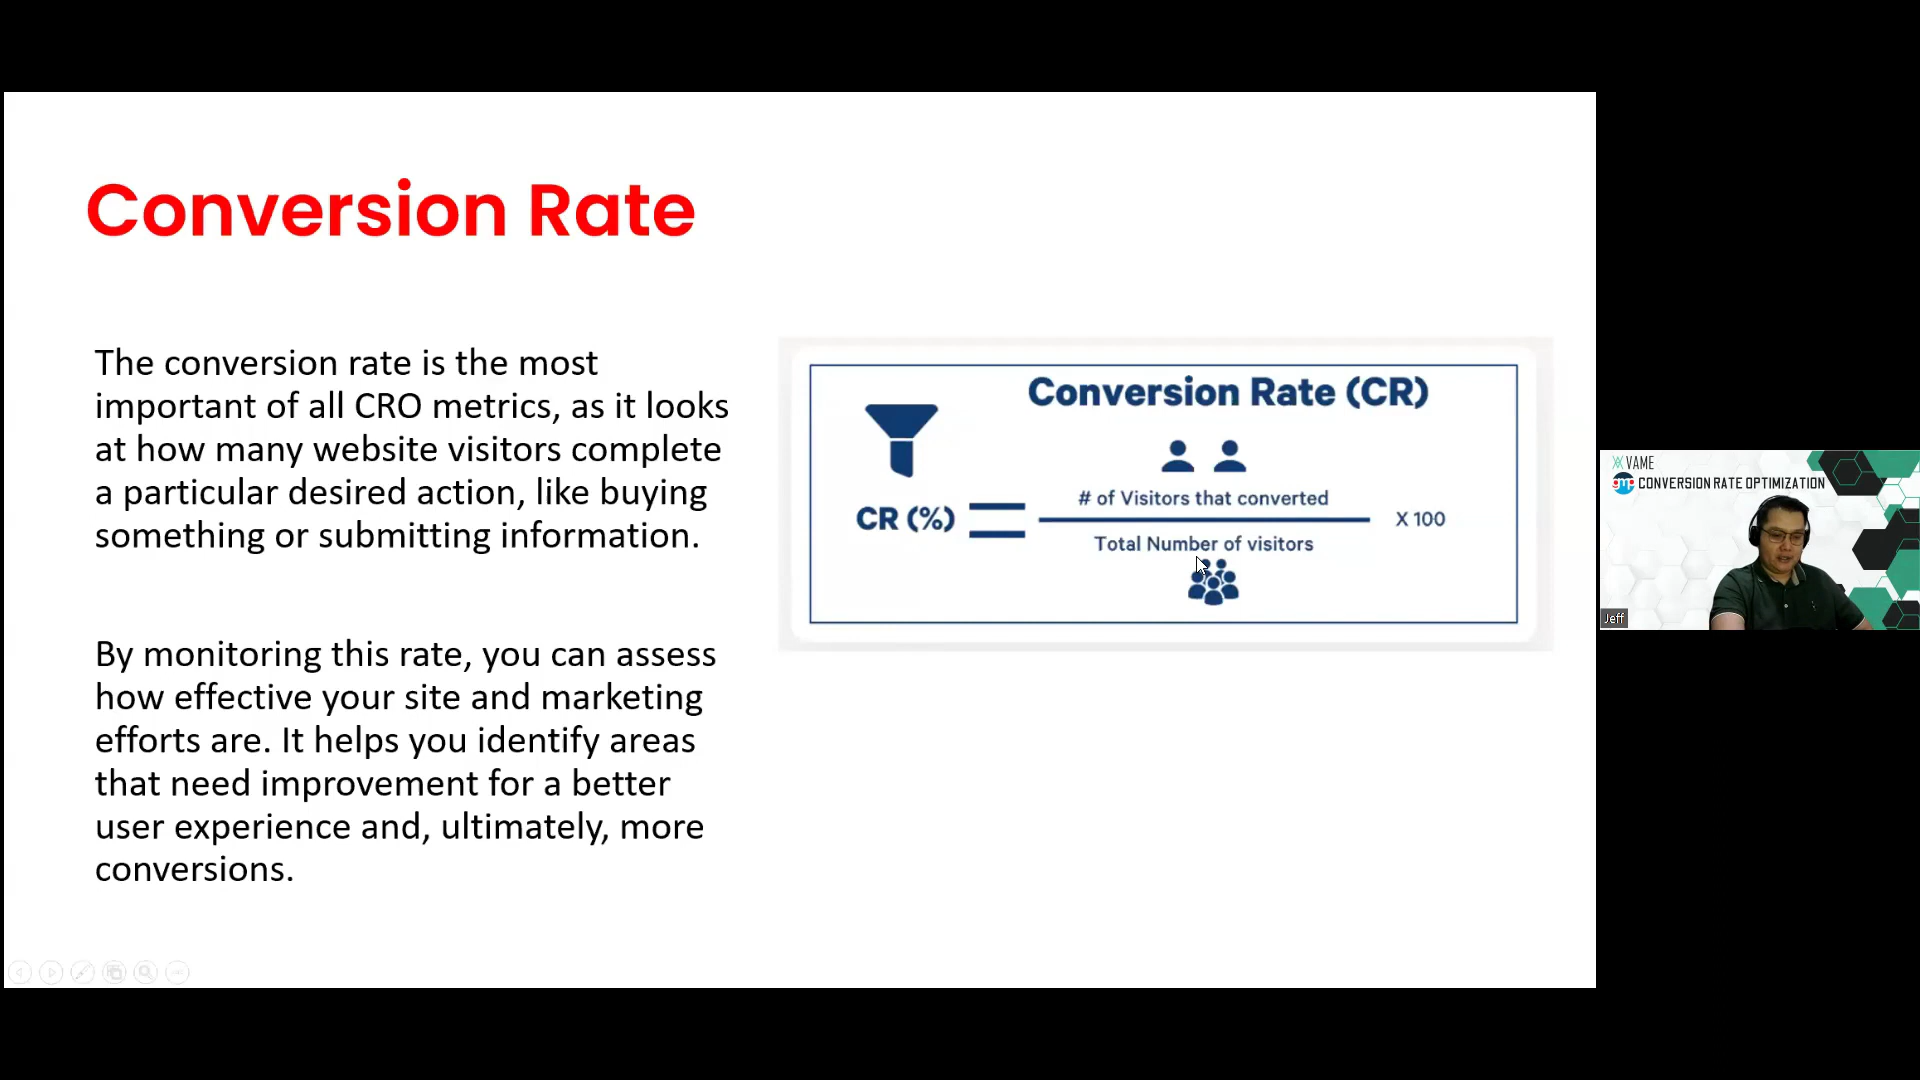 Conversion Rate
The conversion rate is the most
important of all CRO metrics, as it looks
at how many website visitors complete
a particular desired action, like buying
something or submitting information.
By monitoring this rate, you can assess
how effective your site and marketing
efforts are. It helps you identify areas
that need improvement for a better
user experience and, ultimately, more
conversions.
Conversion Rate (CR)
# of Visitors that converted
CR (%)
X 100
Total Number of visitors
VAME
gmp CONVERSION RATE OPTIMIZATION
Jeff